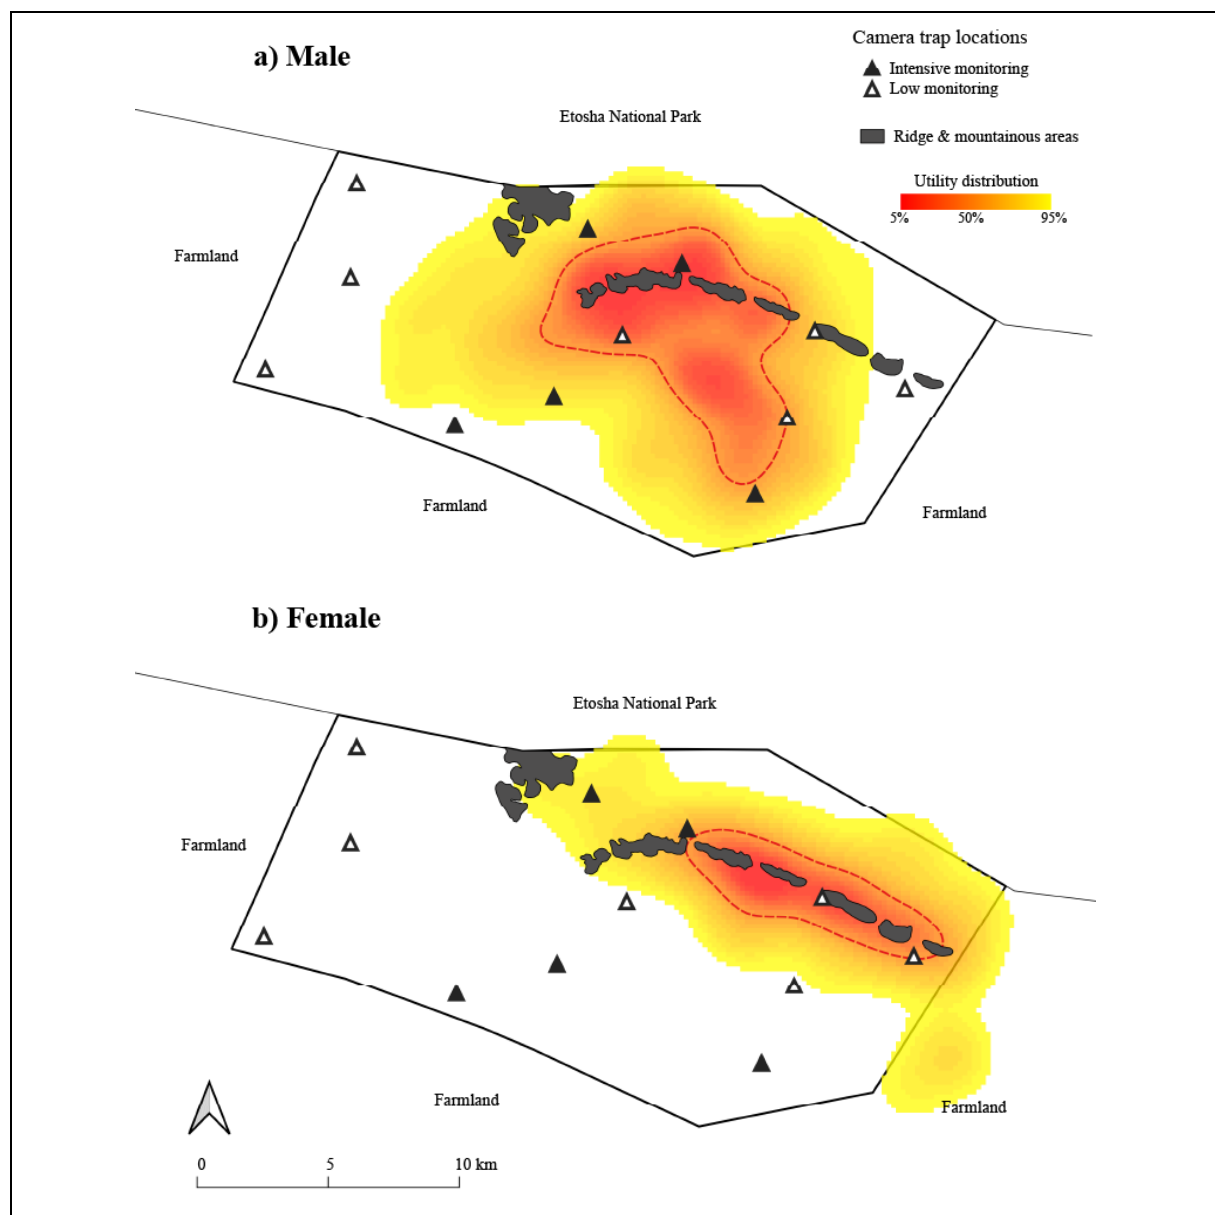 a) Male
Camera trap locations
Intensive monitoring
Low monitoring
Etosha National Park
Ridge & mountainous areas
Utility distribution
5% 50% 95%
Farmland
Farmland
Farmland
b) Female
Etosha National Park
Farmland
Farmland
Farmland
0 5 10 km